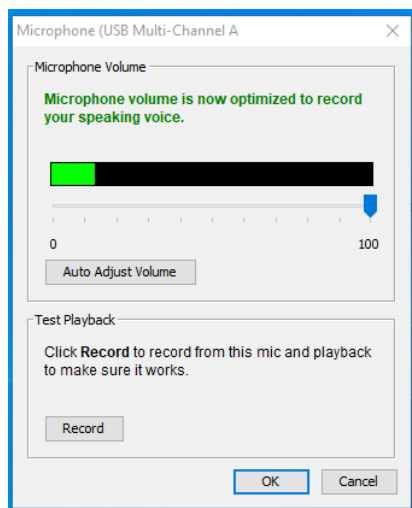 Microphone (USB Multi-Channel A
Microphone Volume
Microphone volume is now optimized to record
your speaking voice.
0
100
Auto Adjust Volume
Test Playback
Click Record to record from this mic and playback
to make sure it works.
Record
OK
Cancel